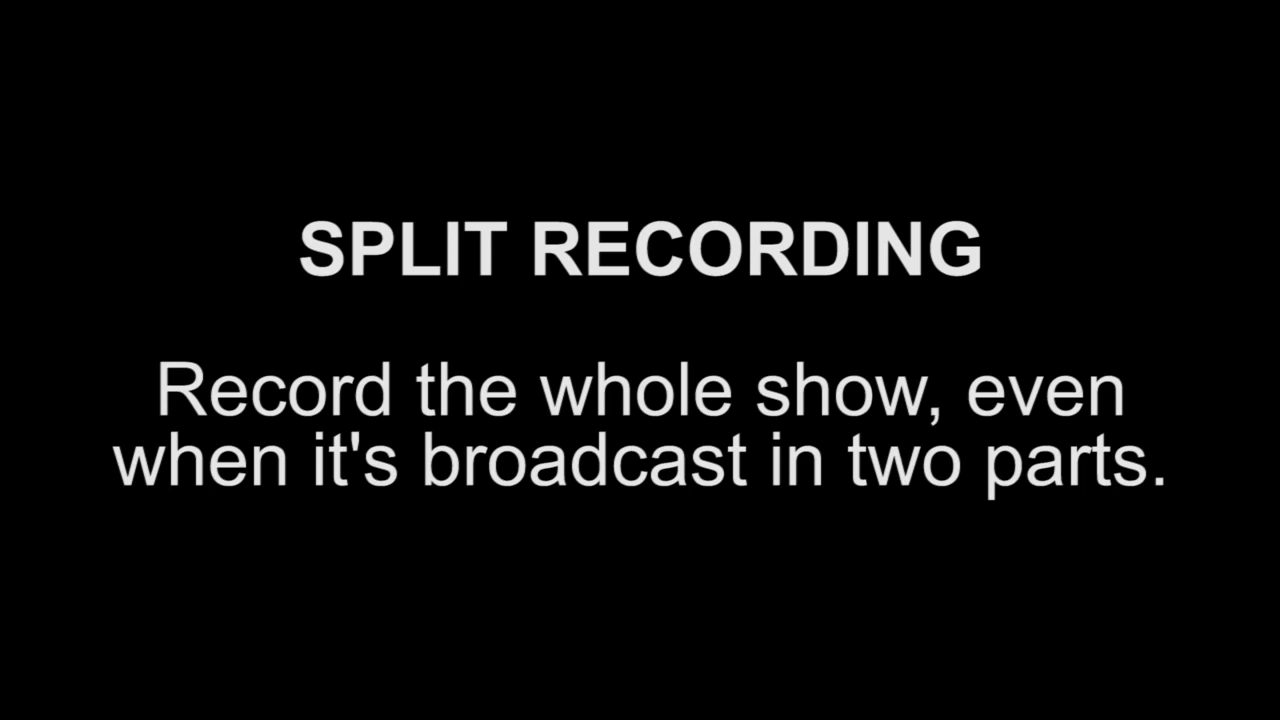 SPLIT RECORDING
Record the whole show, even
when it's broadcast in two parts.